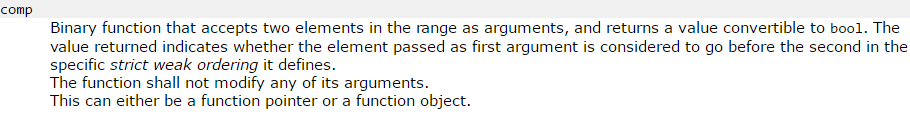 comp
Binary function that accepts two elements in the range as arguments, and returns a value convertible to bool. The
value returned indicates whether the element passed as first argument is considered to go before the second in the
specific strict weak ordering it defines.
The function shall not modify any of its arguments.
This can either be a function pointer or a function object.